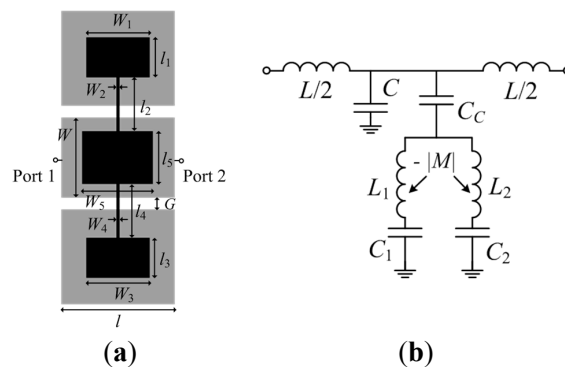 W1
l1
W2
l2
W
l5
Port 1
Port 2
W5
l4
G
W4
l3
W3
l
(a)
L/2
C
CC
L/2
- |M|
L1
L2
C1
C2
(b)